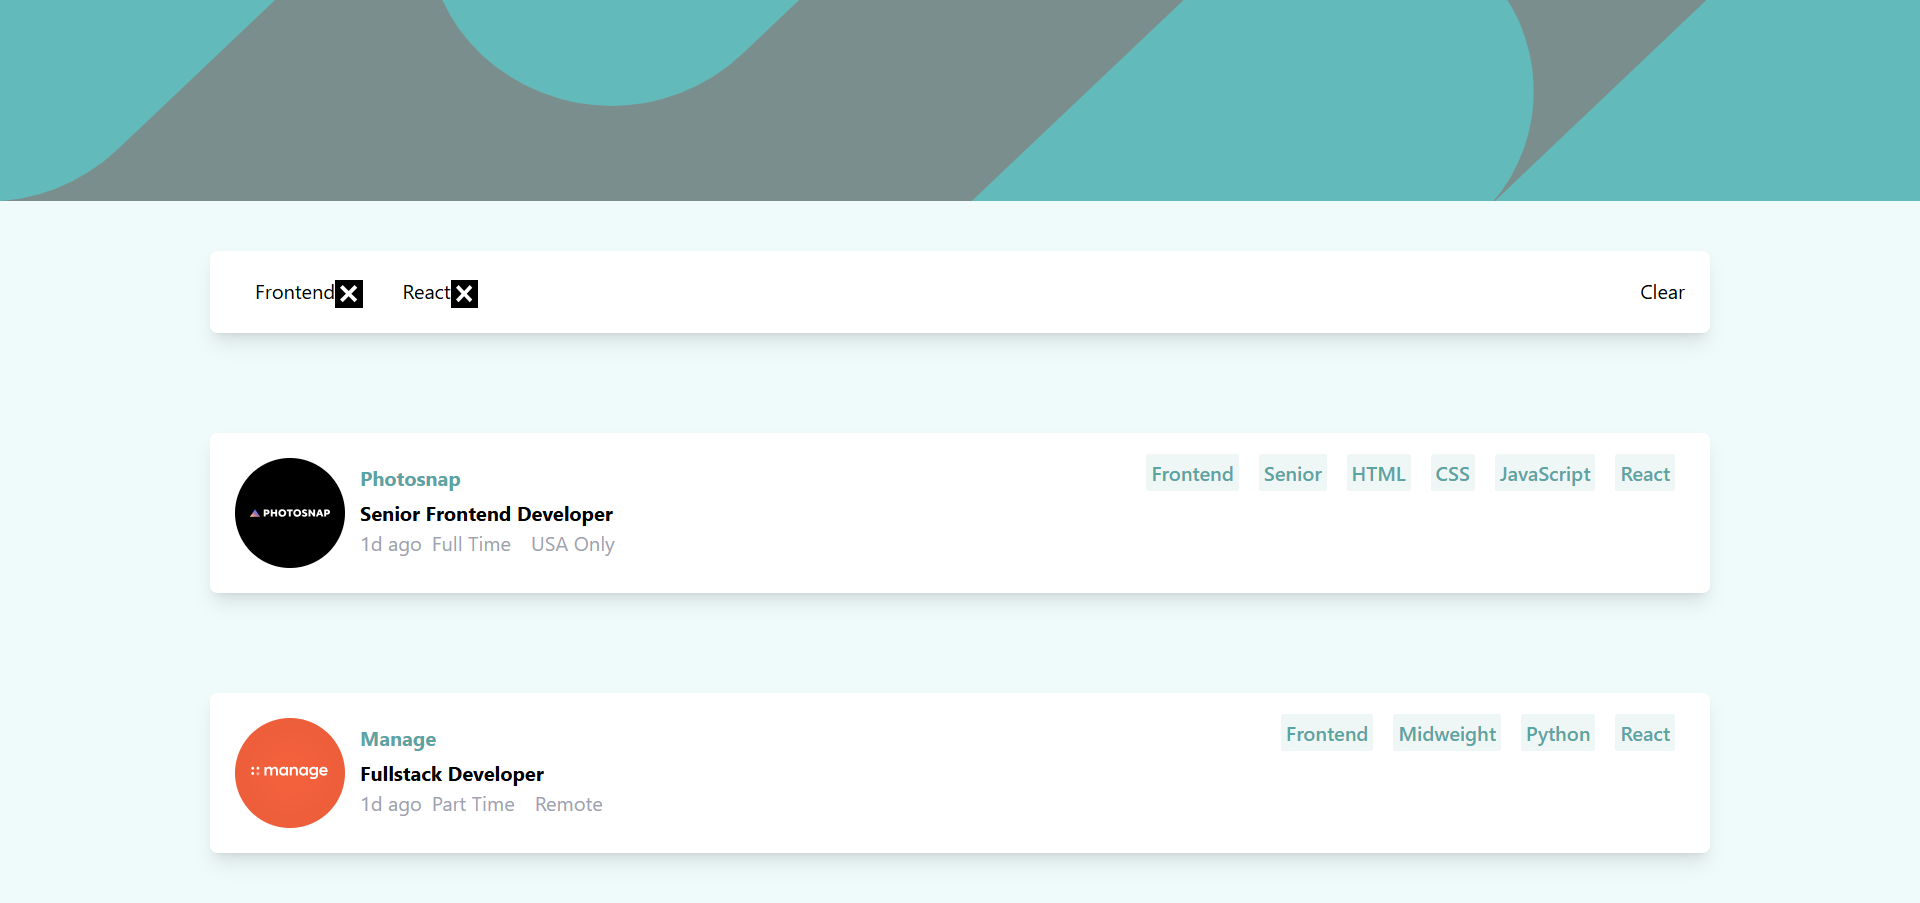 Frontend React Clear
PHOTOSNAP
Photosnap
Senior Frontend Developer
1d ago Full Time USA Only
Frontend Senior HTML CSS JavaScript React
manage
Manage
Fullstack Developer
1d ago Part Time Remote
Frontend Midweight Python React